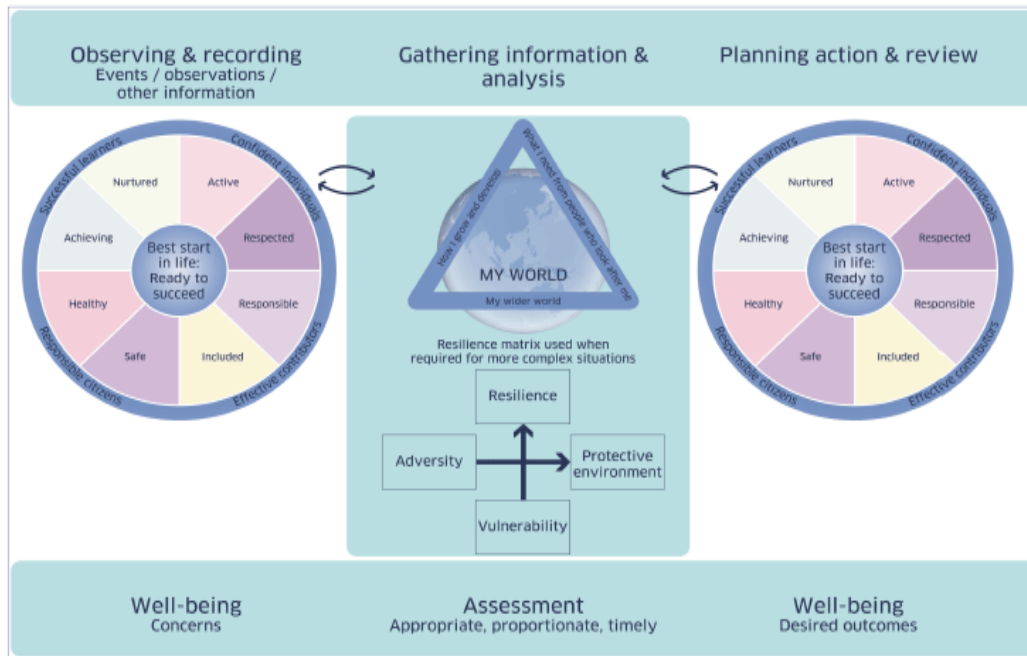 Observing & recording
Events / observations /
other information
Gathering information &
analysis
Planning action & review
Successful learners
Confident individuals
Nurtured
Active
Achieving
Respected
Best start
in life:
Ready to
succeed
Healthy
Responsible
Safe
Included
Responsible citizens
Effective contributors
How I grow and develop
What I need from people who look after me
MY WORLD
My wider world
Resilience matrix used when
required for more complex situations
Resilience
Adversity
Protective
environment
Vulnerability
Successful learners
Confident individuals
Nurtured
Active
Achieving
Respected
Best start
in life:
Ready to
succeed
Healthy
Responsible
Safe
Included
Responsible citizens
Effective contributors
Well-being
Concerns
Assessment
Appropriate, proportionate, timely
Well-being
Desired outcomes